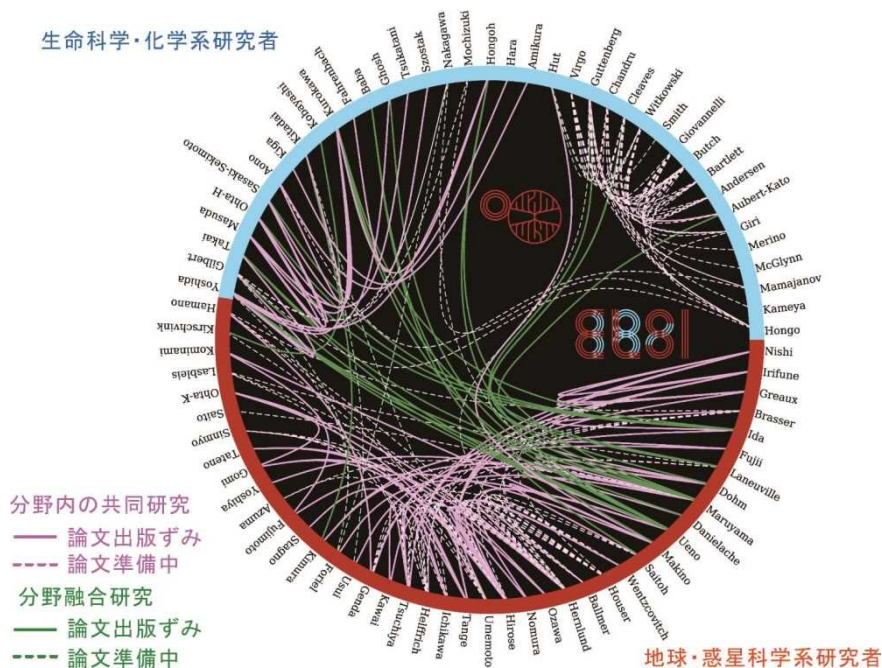 生命科学・化学系研究者
Yoshida
Gilbert
Takai
Masuda
Ohta-H
Sasaki-Sekimoto
Aono
Kiga
Kitadai
Kobayashi
Kurokawa
Fahrenbach
Baba
Ghosh
Tsukatani
Szostak
Nakagawa
Mochizuki
Hongoh
Hara
Amikura
Hut
Virgo
Guttenberg
Chandru
Cleaves
Witkowski
Smith
Giovannelli
Butch
Bartlett
Andersen
Aubert-Kato
Giri
Merino
McGlynn
Mamajanov
Kameya
Hongo
Nishi
Irifune
Greaux
Brasser
Ida
Fujii
Laneuville
Dohm
Maruyama
Danielache
Ueno
Makino
Saitoh
Wentzcovitch
Houser
Ballmer
Hernlund
Ozawa
Nomura
Hirose
Umemoto
Tange
Ichikawa
Helffrich
Tsuchiya
Kawai
Genda
Usui
Foriel
Kimura
Stagno
Fujimoto
Azuma
Yoshiya
Gomi
Tateno
Sinmyo
Saito
Ohta-K
Lasbleis
Kominami
Kirschvink
Hamano
分野内の共同研究
論文出版ずみ
論文準備中
分野融合研究
論文出版ずみ
論文準備中
地球・惑星科学系研究者